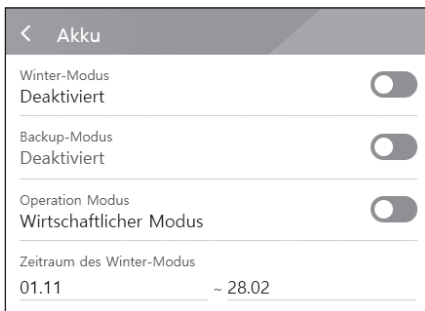 Akku
Winter-Modus
Deaktiviert
Backup-Modus
Deaktiviert
Operation Modus
Wirtschaftlicher Modus
Zeitraum des Winter-Modus
01.11 ~ 28.02